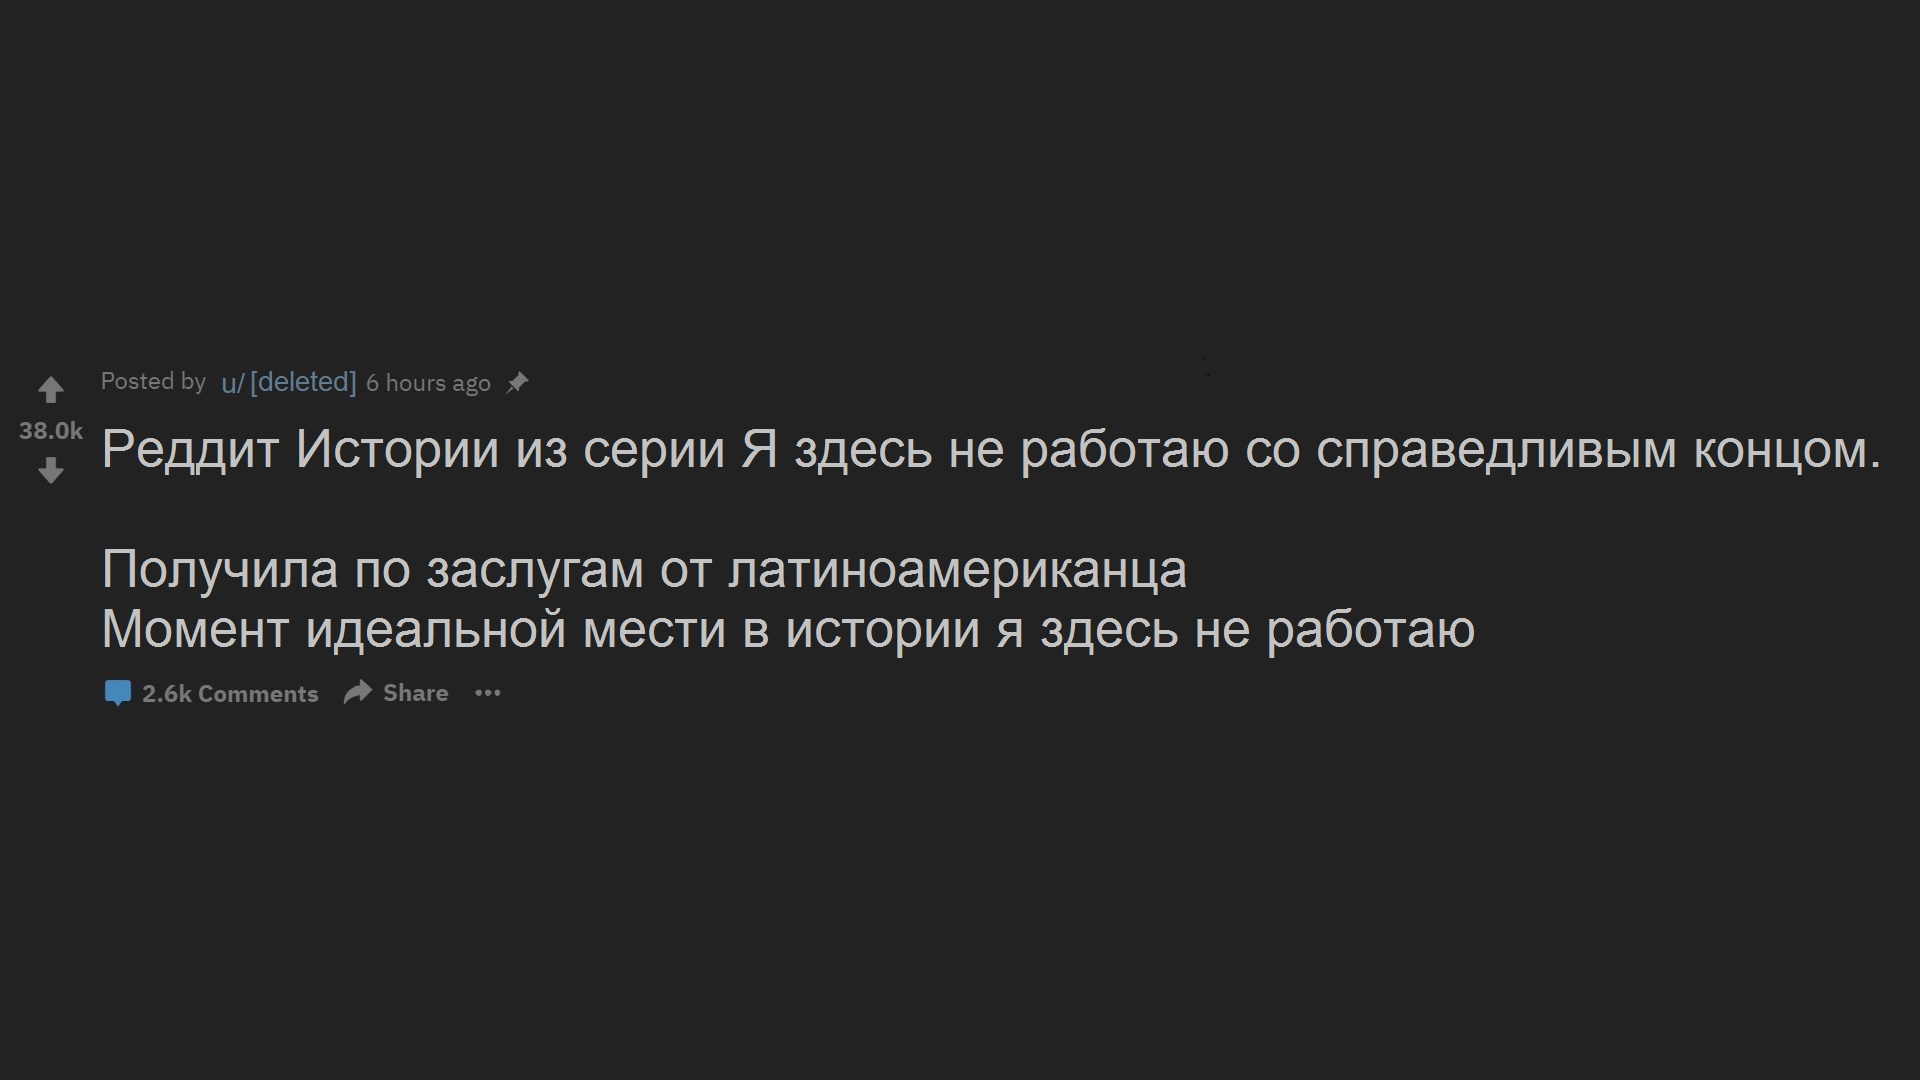 Posted by u/[deleted] 6 hours ago
38.0k
Реддит Истории из серии Я здесь не работаю со справедливым концом.
Получила по заслугам от латиноамериканца
Момент идеальной мести в истории я здесь не работаю
2.6k Comments Share ···